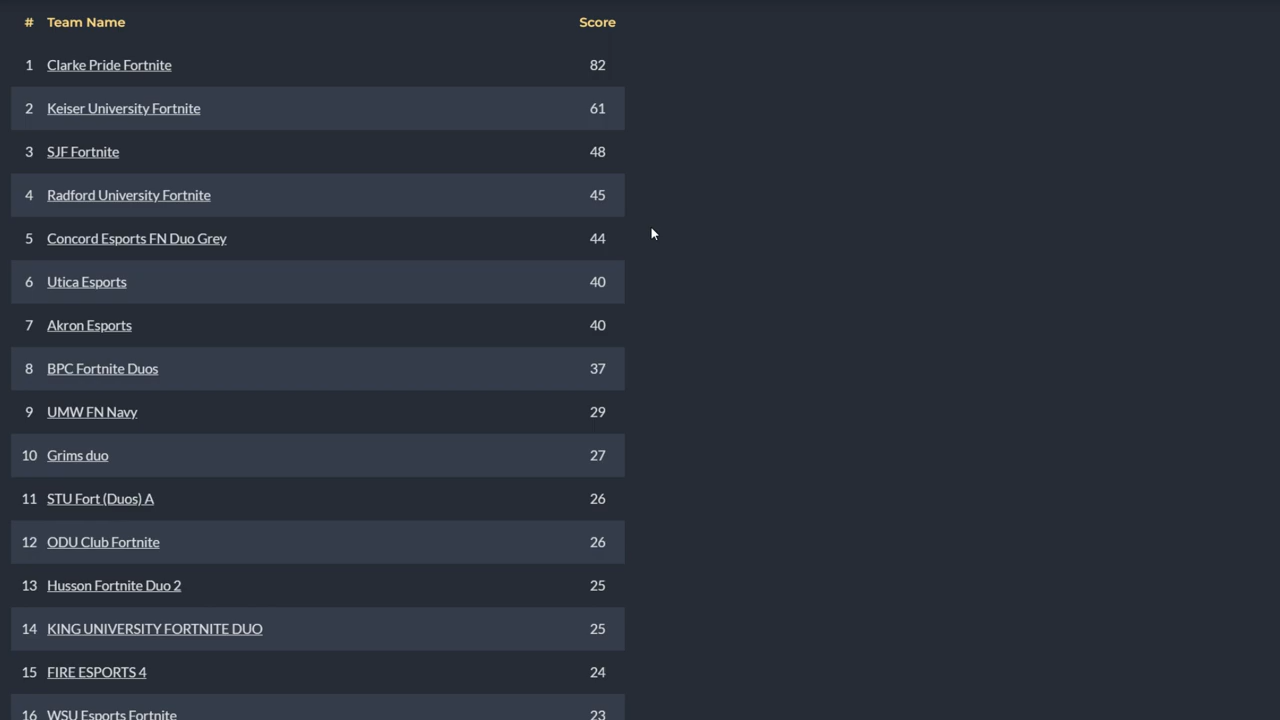 # Team Name Score
1 Clarke Pride Fortnite 82
2 Keiser University Fortnite 61
3 SJF Fortnite 48
4 Radford University Fortnite 45
5 Concord Esports FN Duo Grey 44
6 Utica Esports 40
7 Akron Esports 40
8 BPC Fortnite Duos 37
9 UMW FN Navy 29
10 Grims duo 27
11 STU Fort (Duos) A 26
12 ODU Club Fortnite 26
13 Husson Fortnite Duo 2 25
14 KING UNIVERSITY FORTNITE DUO 25
15 FIRE ESPORTS 4 24
16 WSU Esports Fortnite 23